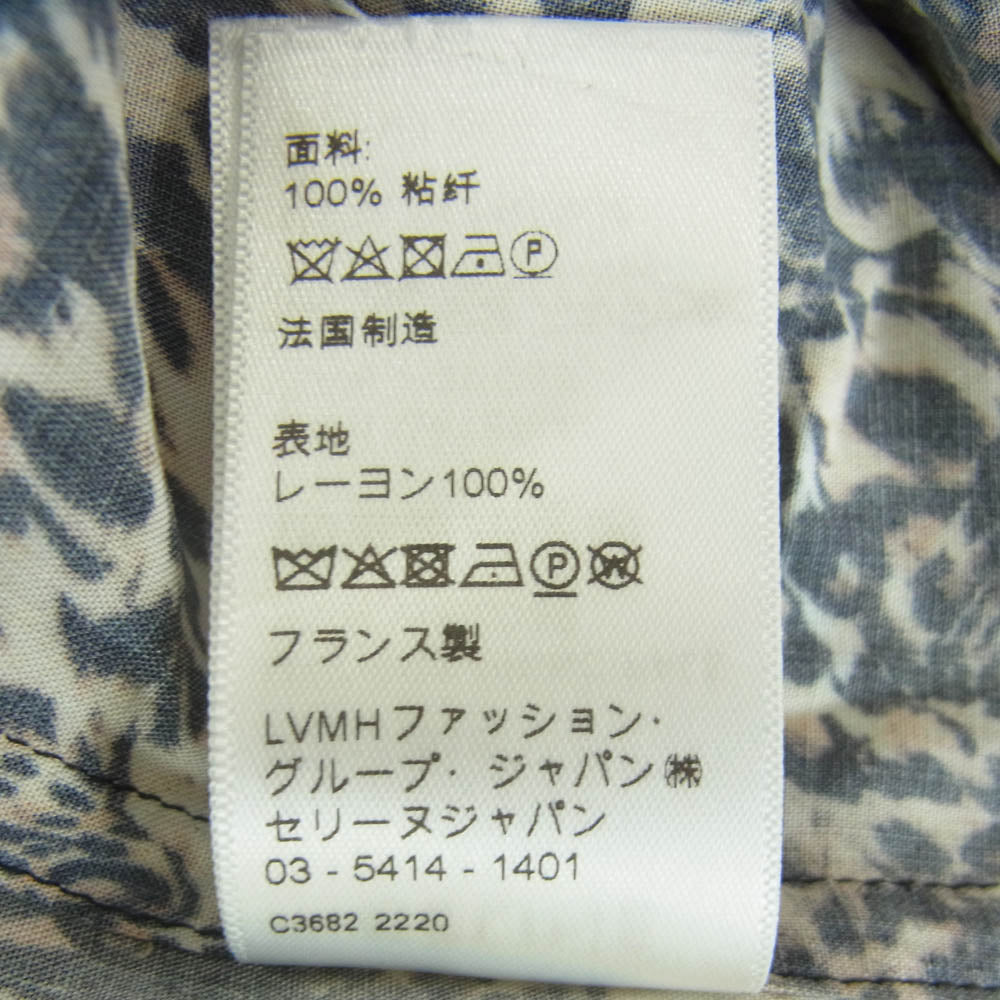 面料:
100% 粘纤
P
法国制造
表地
レーヨン100%
P W
フランス製
LVMHファッション·
グループ· ジャパン㈱
セリーヌジャパン
03 - 5414 - 1401
C3682 2220